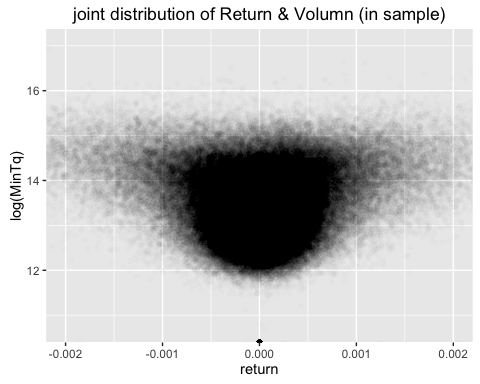 joint distribution of Return & Volumn (in sample)
16
14
12
log(MinTq)
-0.002 -0.001 0.000 0.001 0.002
return